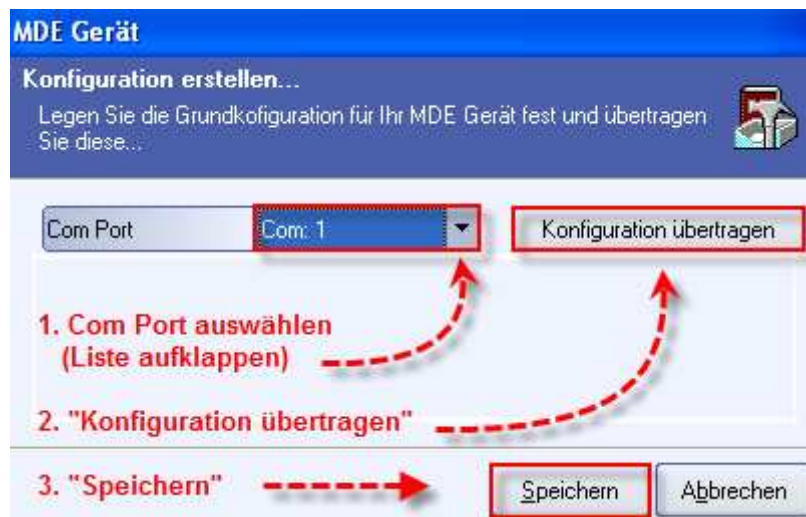 MDE Gerät
Konfiguration erstellen...
Legen Sie die Grundkofiguration für Ihr MDE Gerät fest und übertragen
Sie diese...
Com Port
Com: 1
Konfiguration übertragen
1. Com Port auswählen
(Liste aufklappen)
2. "Konfiguration übertragen"
3. "Speichern"
Speichern
Abbrechen